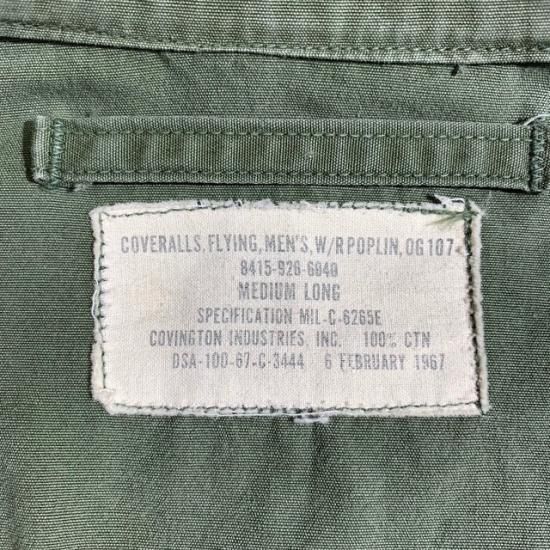 COVERALLS, FLYING, MEN'S, W/R POPLIN, OG 107
8415-926-6040
MEDIUM LONG
SPECIFICATION MIL-C-6265E
COVINGTON INDUSTRIES, INC. 100% CTN
DSA-100-67-C-3444 6 FEBRUARY 1967